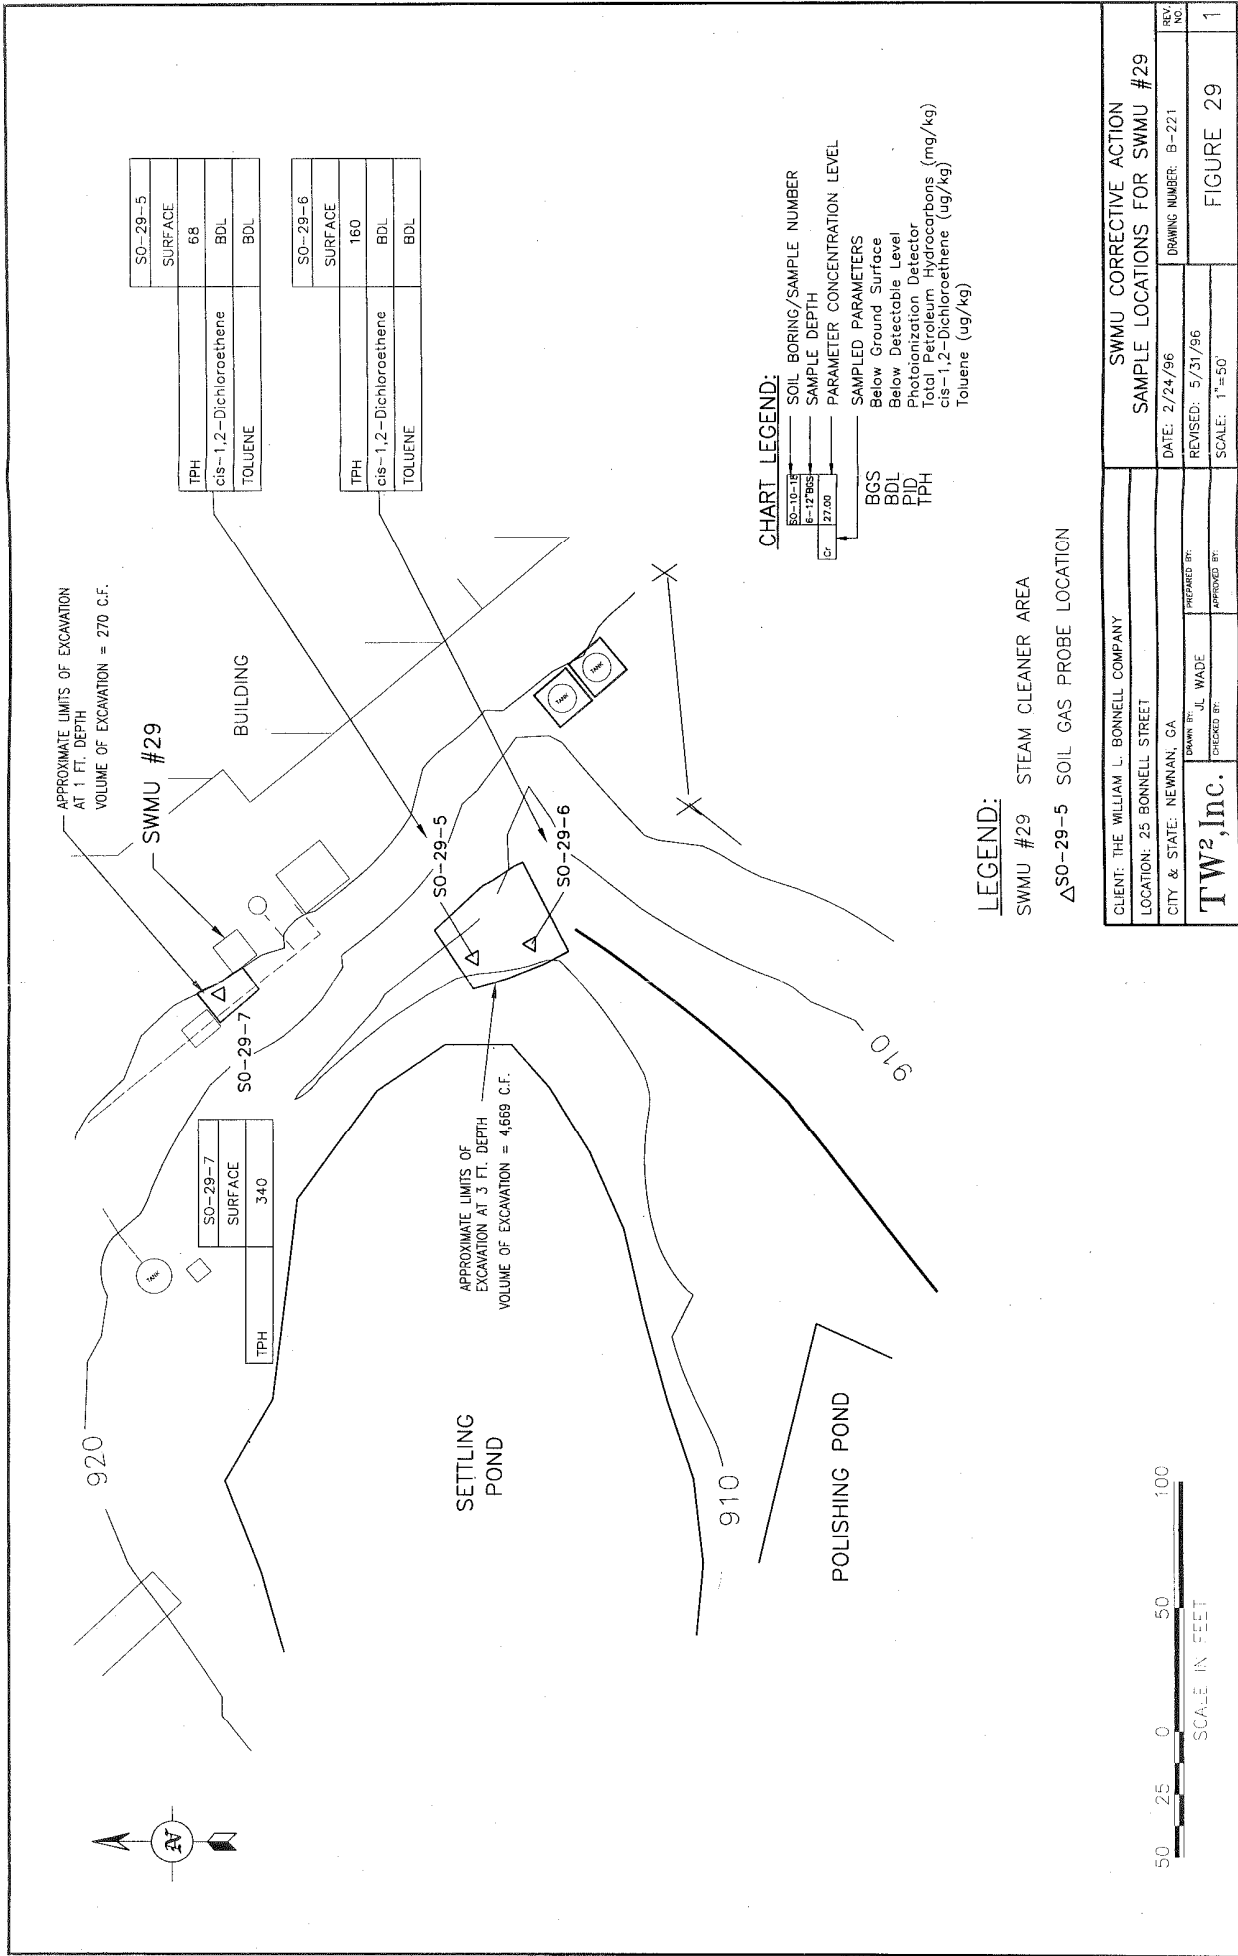 APPROXIMATE LIMITS OF EXCAVATION
AT 1 FT. DEPTH
VOLUME OF EXCAVATION = 270 C.F.
SWMU #29
BUILDING
SO-29-5
SURFACE
TPH 68
cis-1,2-Dichloroethene BDL
TOLUENE BDL
SO-29-6
SURFACE
TPH 160
cis-1,2-Dichloroethene BDL
TOLUENE BDL
920
TANK
SO-29-7
SURFACE
TPH 340
SO-29-7
SO-29-5
SO-29-6
TANK
TANK
APPROXIMATE LIMITS OF
EXCAVATION AT 3 FT. DEPTH
VOLUME OF EXCAVATION = 4,669 C.F.
SETTLING
POND
910
910
POLISHING POND
CHART LEGEND:
SO-10-18 SOIL BORING/SAMPLE NUMBER
6-12"BGS SAMPLE DEPTH
Cr 27.00 PARAMETER CONCENTRATION LEVEL
SAMPLED PARAMETERS
BGS Below Ground Surface
BDL Below Detectable Level
PID Photoionization Detector
TPH Total Petroleum Hydrocarbons (mg/kg)
cis-1,2-Dichloroethene (ug/kg)
Toluene (ug/kg)
LEGEND:
SWMU #29 STEAM CLEANER AREA
△SO-29-5 SOIL GAS PROBE LOCATION
N
50 25 0 50 100
SCALE IN FEET
CLIENT: THE WILLIAM L. BONNELL COMPANY
LOCATION: 25 BONNELL STREET
CITY & STATE: NEWNAN, GA
TW²,Inc.
DRAWN BY: JL WADE
PREPARED BY:
CHECKED BY:
APPROVED BY:
SWMU CORRECTIVE ACTION
SAMPLE LOCATIONS FOR SWMU #29
DATE: 2/24/96
DRAWING NUMBER: B-221
REV. NO.
REVISED: 5/31/96
SCALE: 1"=50'
FIGURE 29
1